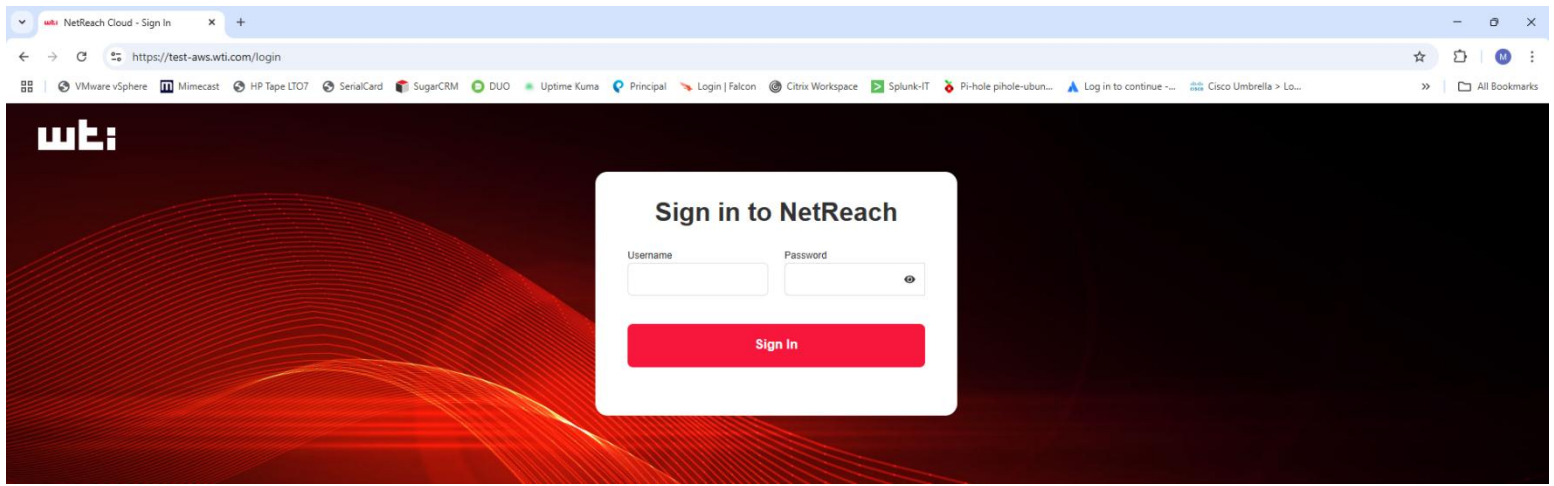 wti NetReach Cloud - Sign In
https://test-aws.wti.com/login
VMware vSphere Mimecast HP Tape LTO7 SerialCard SugarCRM DUO Uptime Kuma Principal Login | Falcon Citrix Workspace Splunk-IT Pi-hole pihole-ubun... Log in to continue -... Cisco Umbrella > Lo... » All Bookmarks
M
wti
Sign in to NetReach
Username Password
Sign In